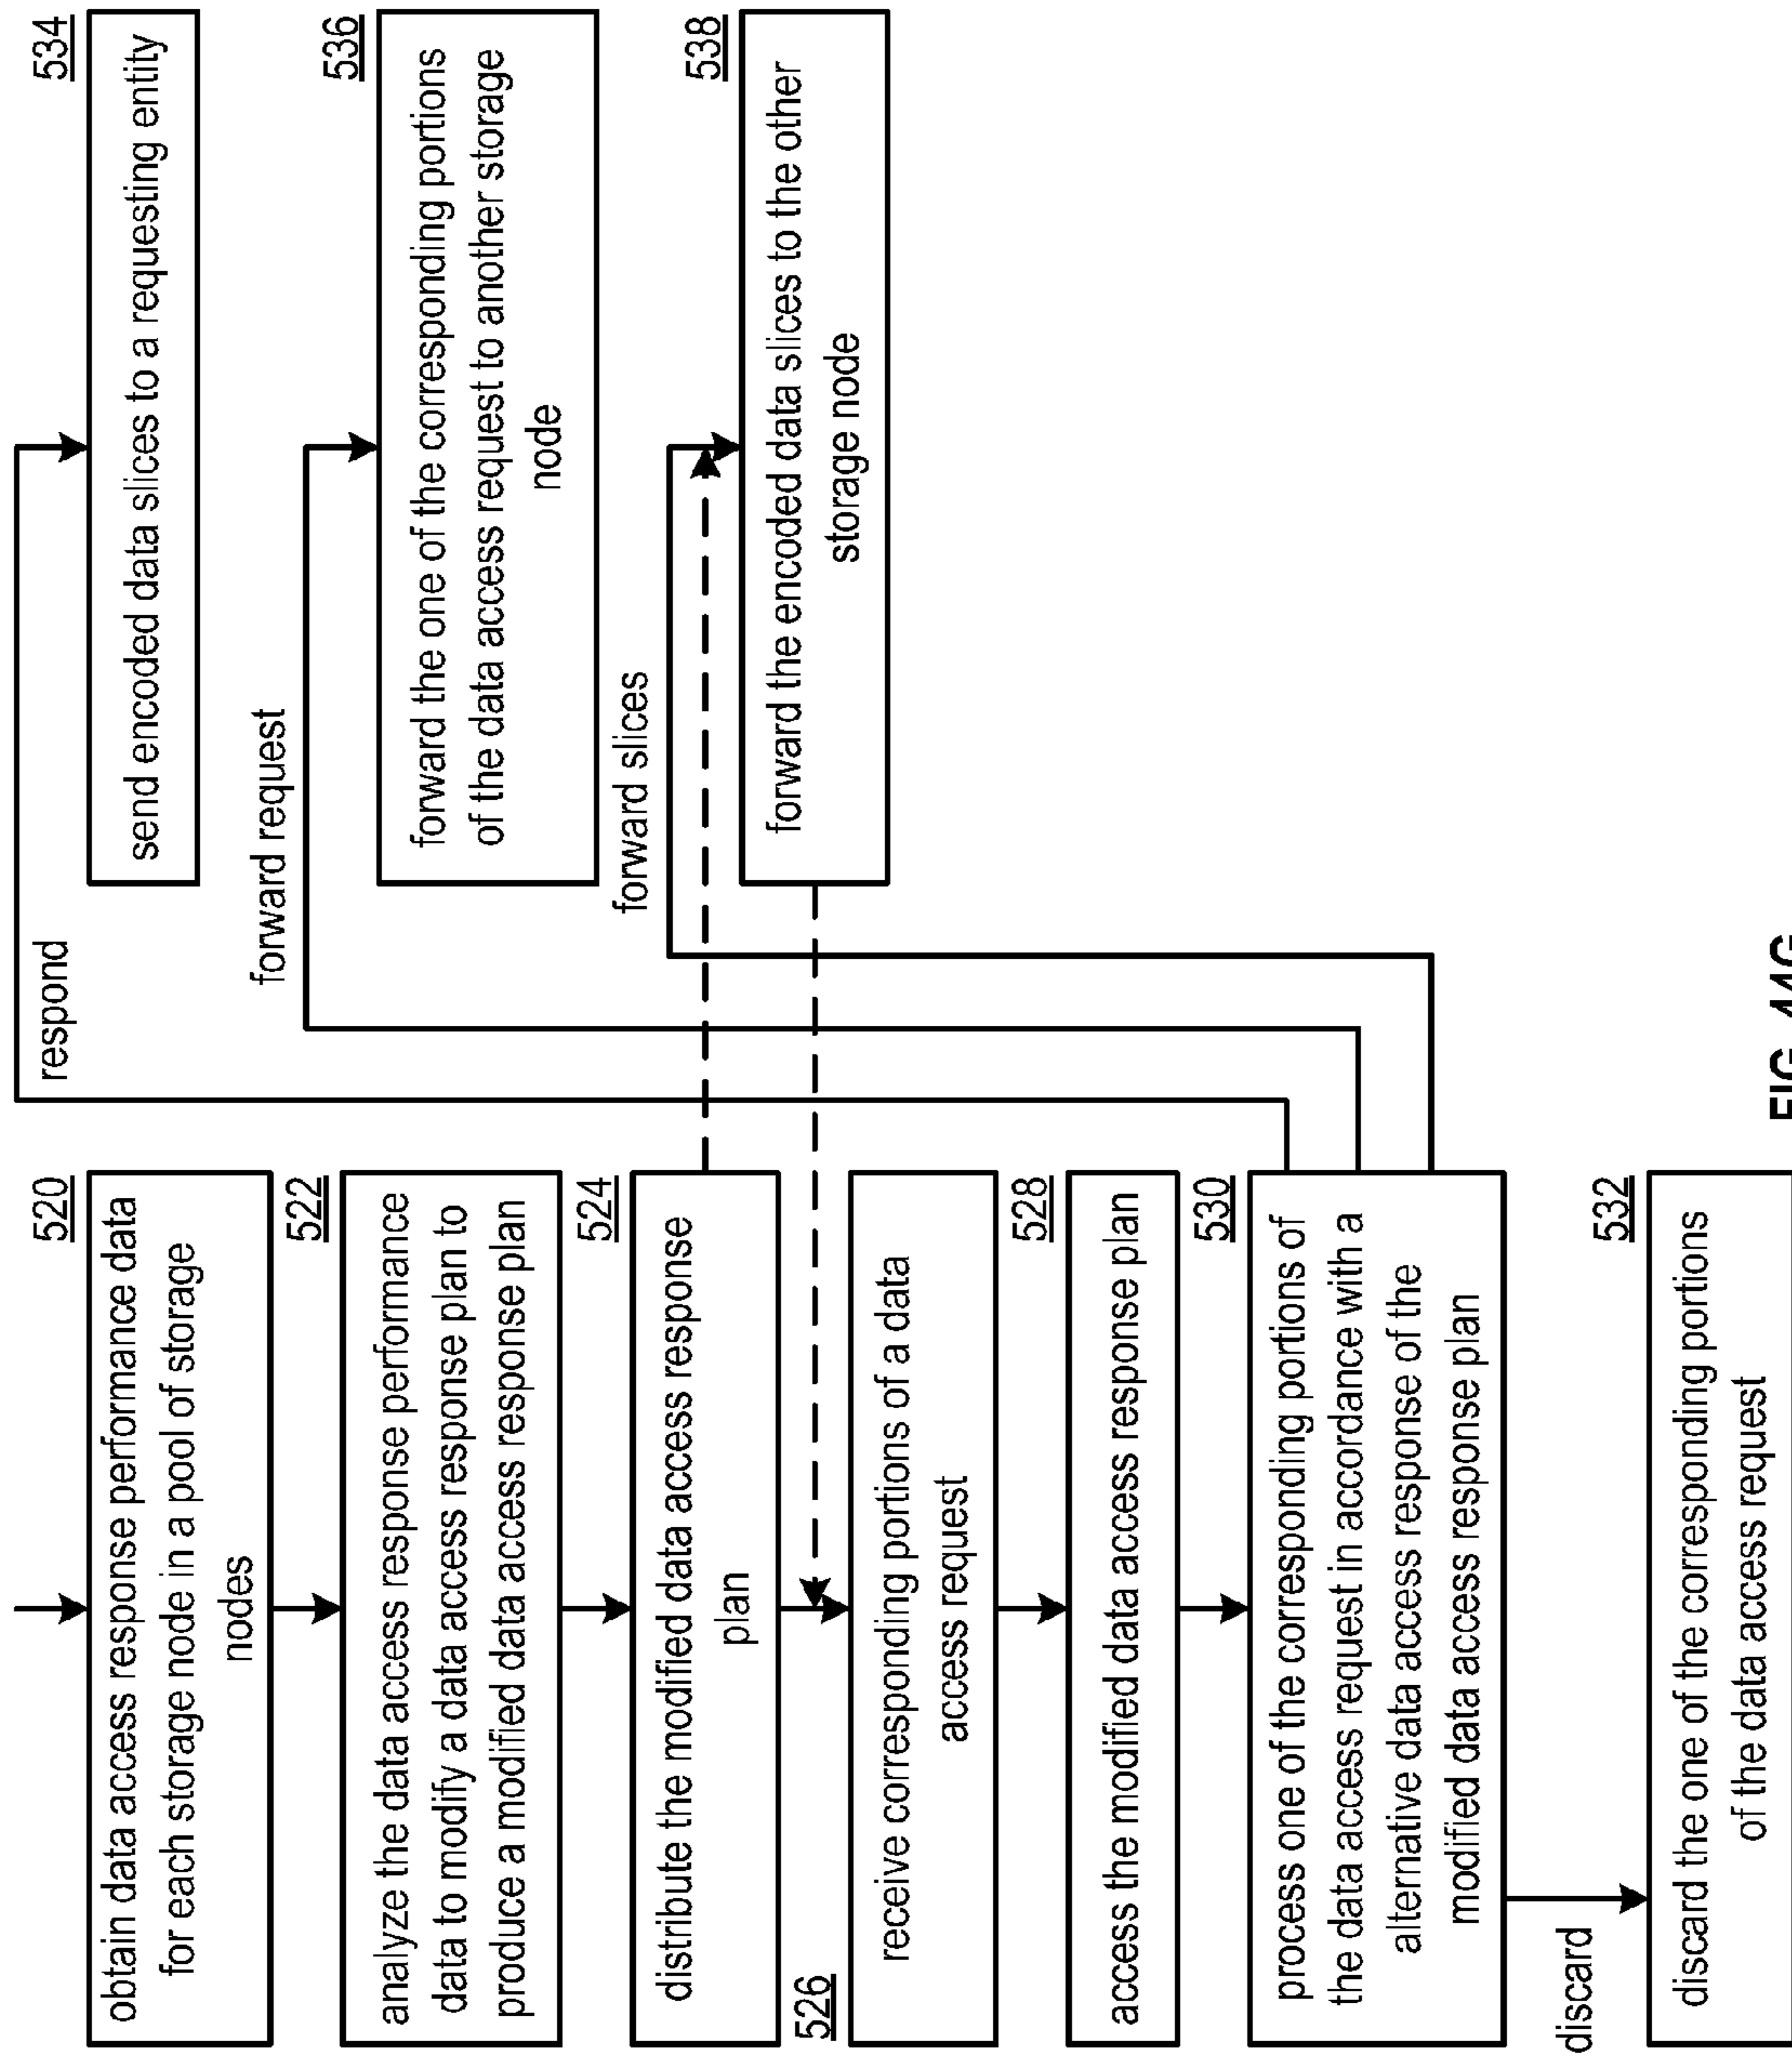 520
obtain data access response performance data
for each storage node in a pool of storage
nodes
522
analyze the data access response performance
data to modify a data access response plan to
produce a modified data access response plan
524
distribute the modified data access response
plan
526
receive corresponding portions of a data
access request
528
access the modified data access response plan
530
process one of the corresponding portions of
the data access request in accordance with a
alternative data access response of the
modified data access response plan
discard
532
discard the one of the corresponding portions
of the data access request
respond
534
send encoded data slices to a requesting entity
forward request
536
forward the one of the corresponding portions
of the data access request to another storage
node
forward slices
538
forward the encoded data slices to the other
storage node